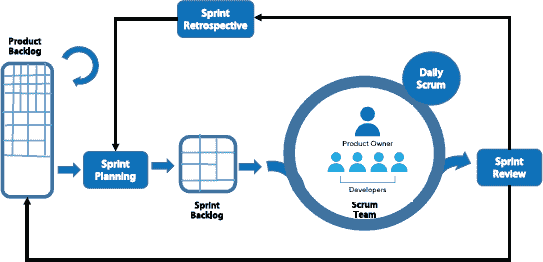 Sprint
Retrospective
Product
Backlog
Daily
Scrum
Product Owner
Sprint
Planning
Sprint
Review
Developers
Sprint
Backlog
Scrum
Team